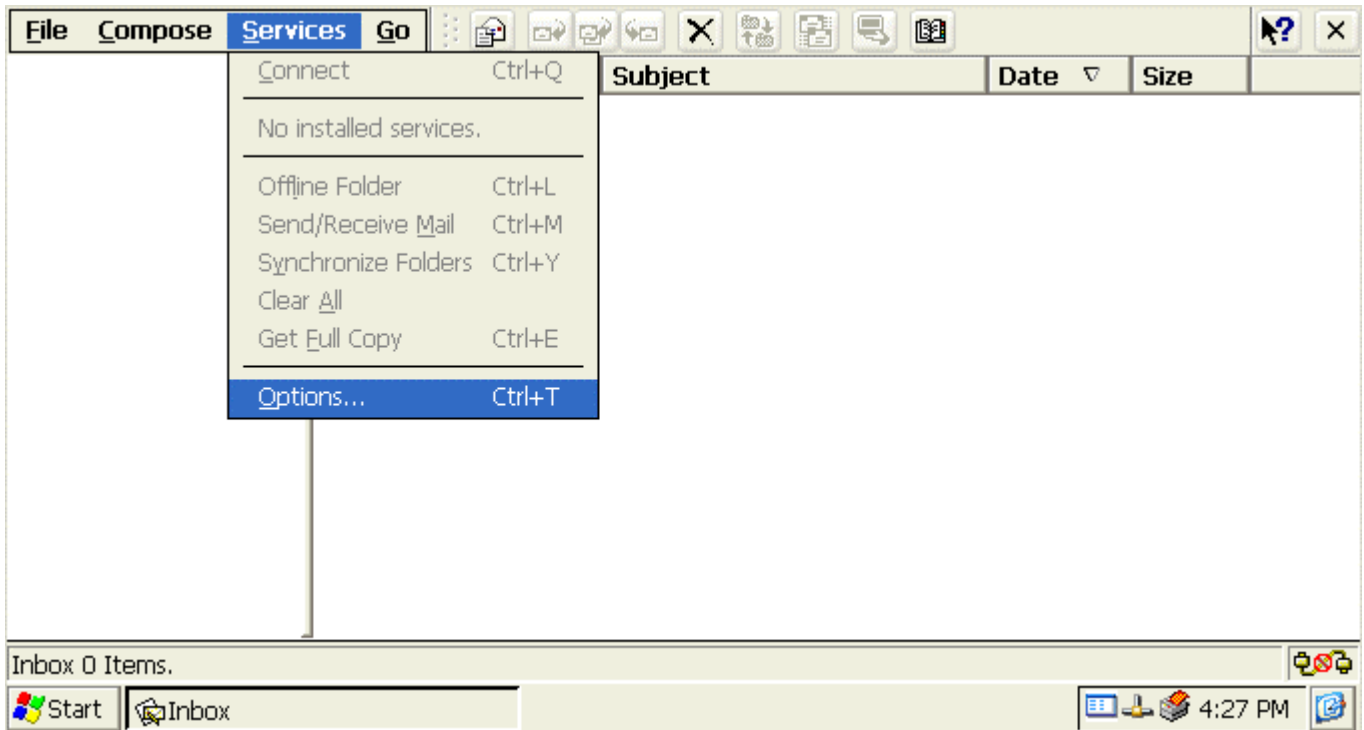 File Compose Services Go
Subject Date Size
Connect Ctrl+Q
No installed services.
Offline Folder Ctrl+L
Send/Receive Mail Ctrl+M
Synchronize Folders Ctrl+Y
Clear All
Get Full Copy Ctrl+E
Options... Ctrl+T
Inbox 0 Items.
Start Inbox 4:27 PM